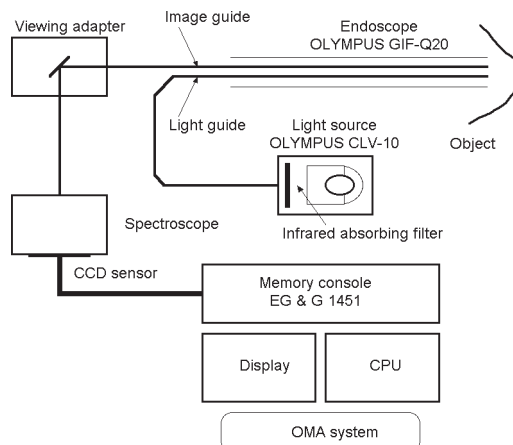 Viewing adapter
Image guide
Endoscope
OLYMPUS GIF-Q20
Light guide
Light source
OLYMPUS CLV-10
Object
Infrared absorbing filter
Spectroscope
CCD sensor
Memory console
EG & G 1451
Display
CPU
OMA system